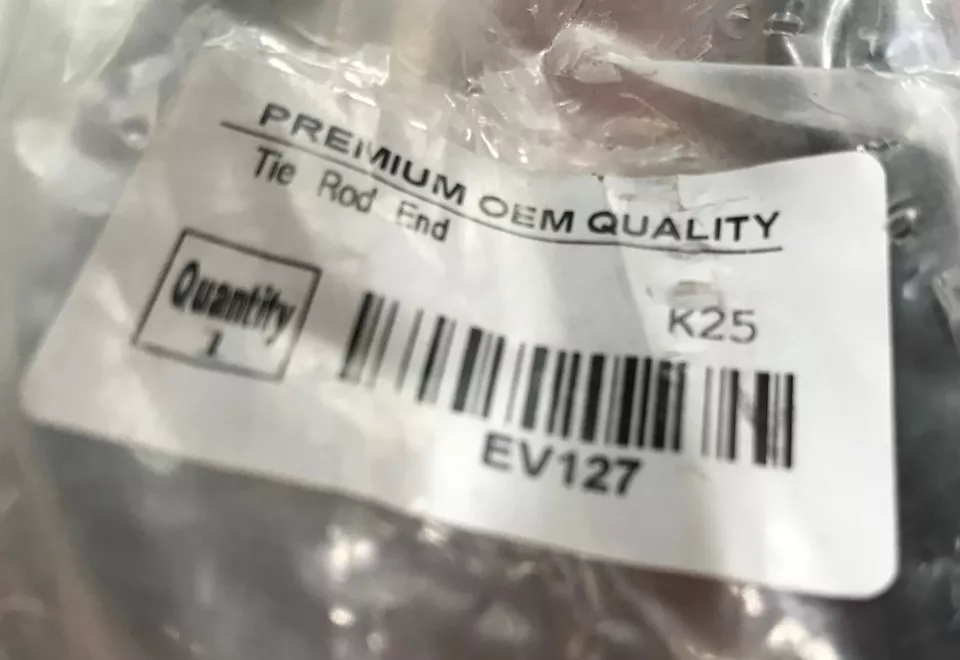 PREMIUM OEM QUALITY
Tie Rod End
Quantity
1
K25
EV127